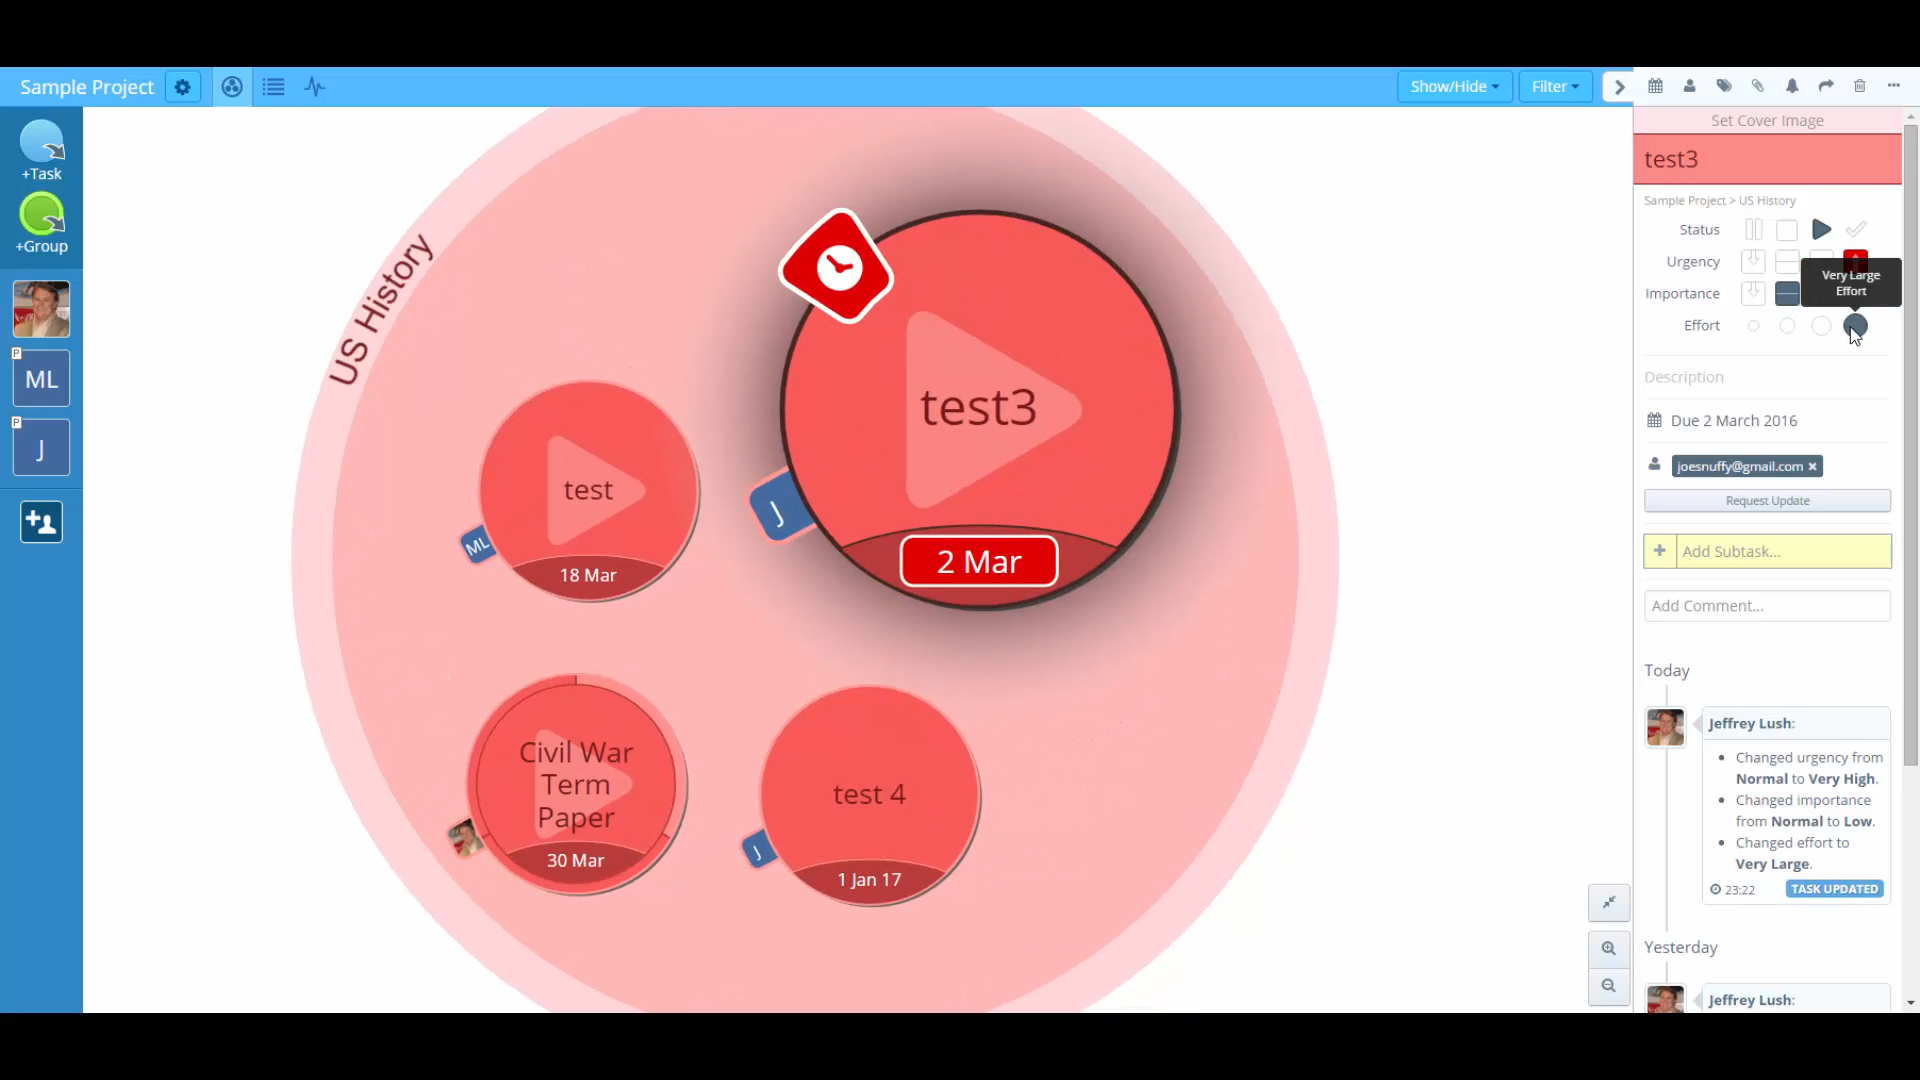 Sample Project
Show/Hide
Filter
+Task
+Group
P
ML
P
J
US History
test3
J
2 Mar
test
ML
18 Mar
Civil War
Term
Paper
30 Mar
test 4
J
1 Jan 17
Set Cover Image
test3
Sample Project > US History
Status
Urgency
Very Large
Effort
Importance
Effort
Description
Due 2 March 2016
joesnuffy@gmail.com ×
Request Update
+ Add Subtask...
Add Comment...
Today
Jeffrey Lush:
• Changed urgency from
Normal to Very High.
• Changed importance
from Normal to Low.
• Changed effort to
Very Large.
23:22 TASK UPDATED
Yesterday
Jeffrey Lush: